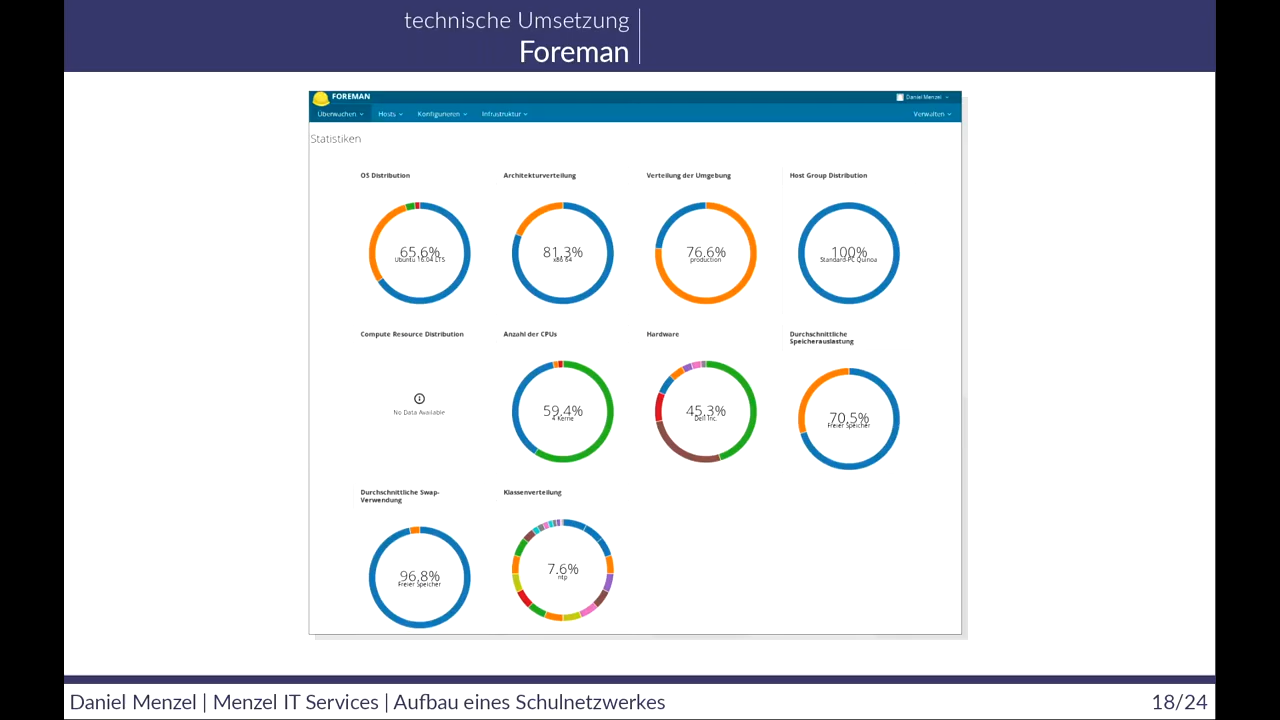 technische Umsetzung
Foreman
FOREMAN
Daniel Menzel
Überwachen Hosts Konfigurieren Infrastruktur Verwalten
Statistiken
OS Distribution Architekturverteilung Verteilung der Umgebung Host Group Distribution
65.6% 81.3% 76.6% 100%
Ubuntu 16.04 LTS x86 64 production Standard-PC Quinoa
Compute Resource Distribution Anzahl der CPUs Hardware Durchschnittliche
Speicherauslastung
No Data Available
59.4% 45.3% 70.5%
4 Kerne Dell Inc. Freier Speicher
Durchschnittliche Swap- Klassenverteilung
Verwendung
96.8% 7.6%
Freier Speicher ntp
Daniel Menzel | Menzel IT Services | Aufbau eines Schulnetzwerkes 18/24